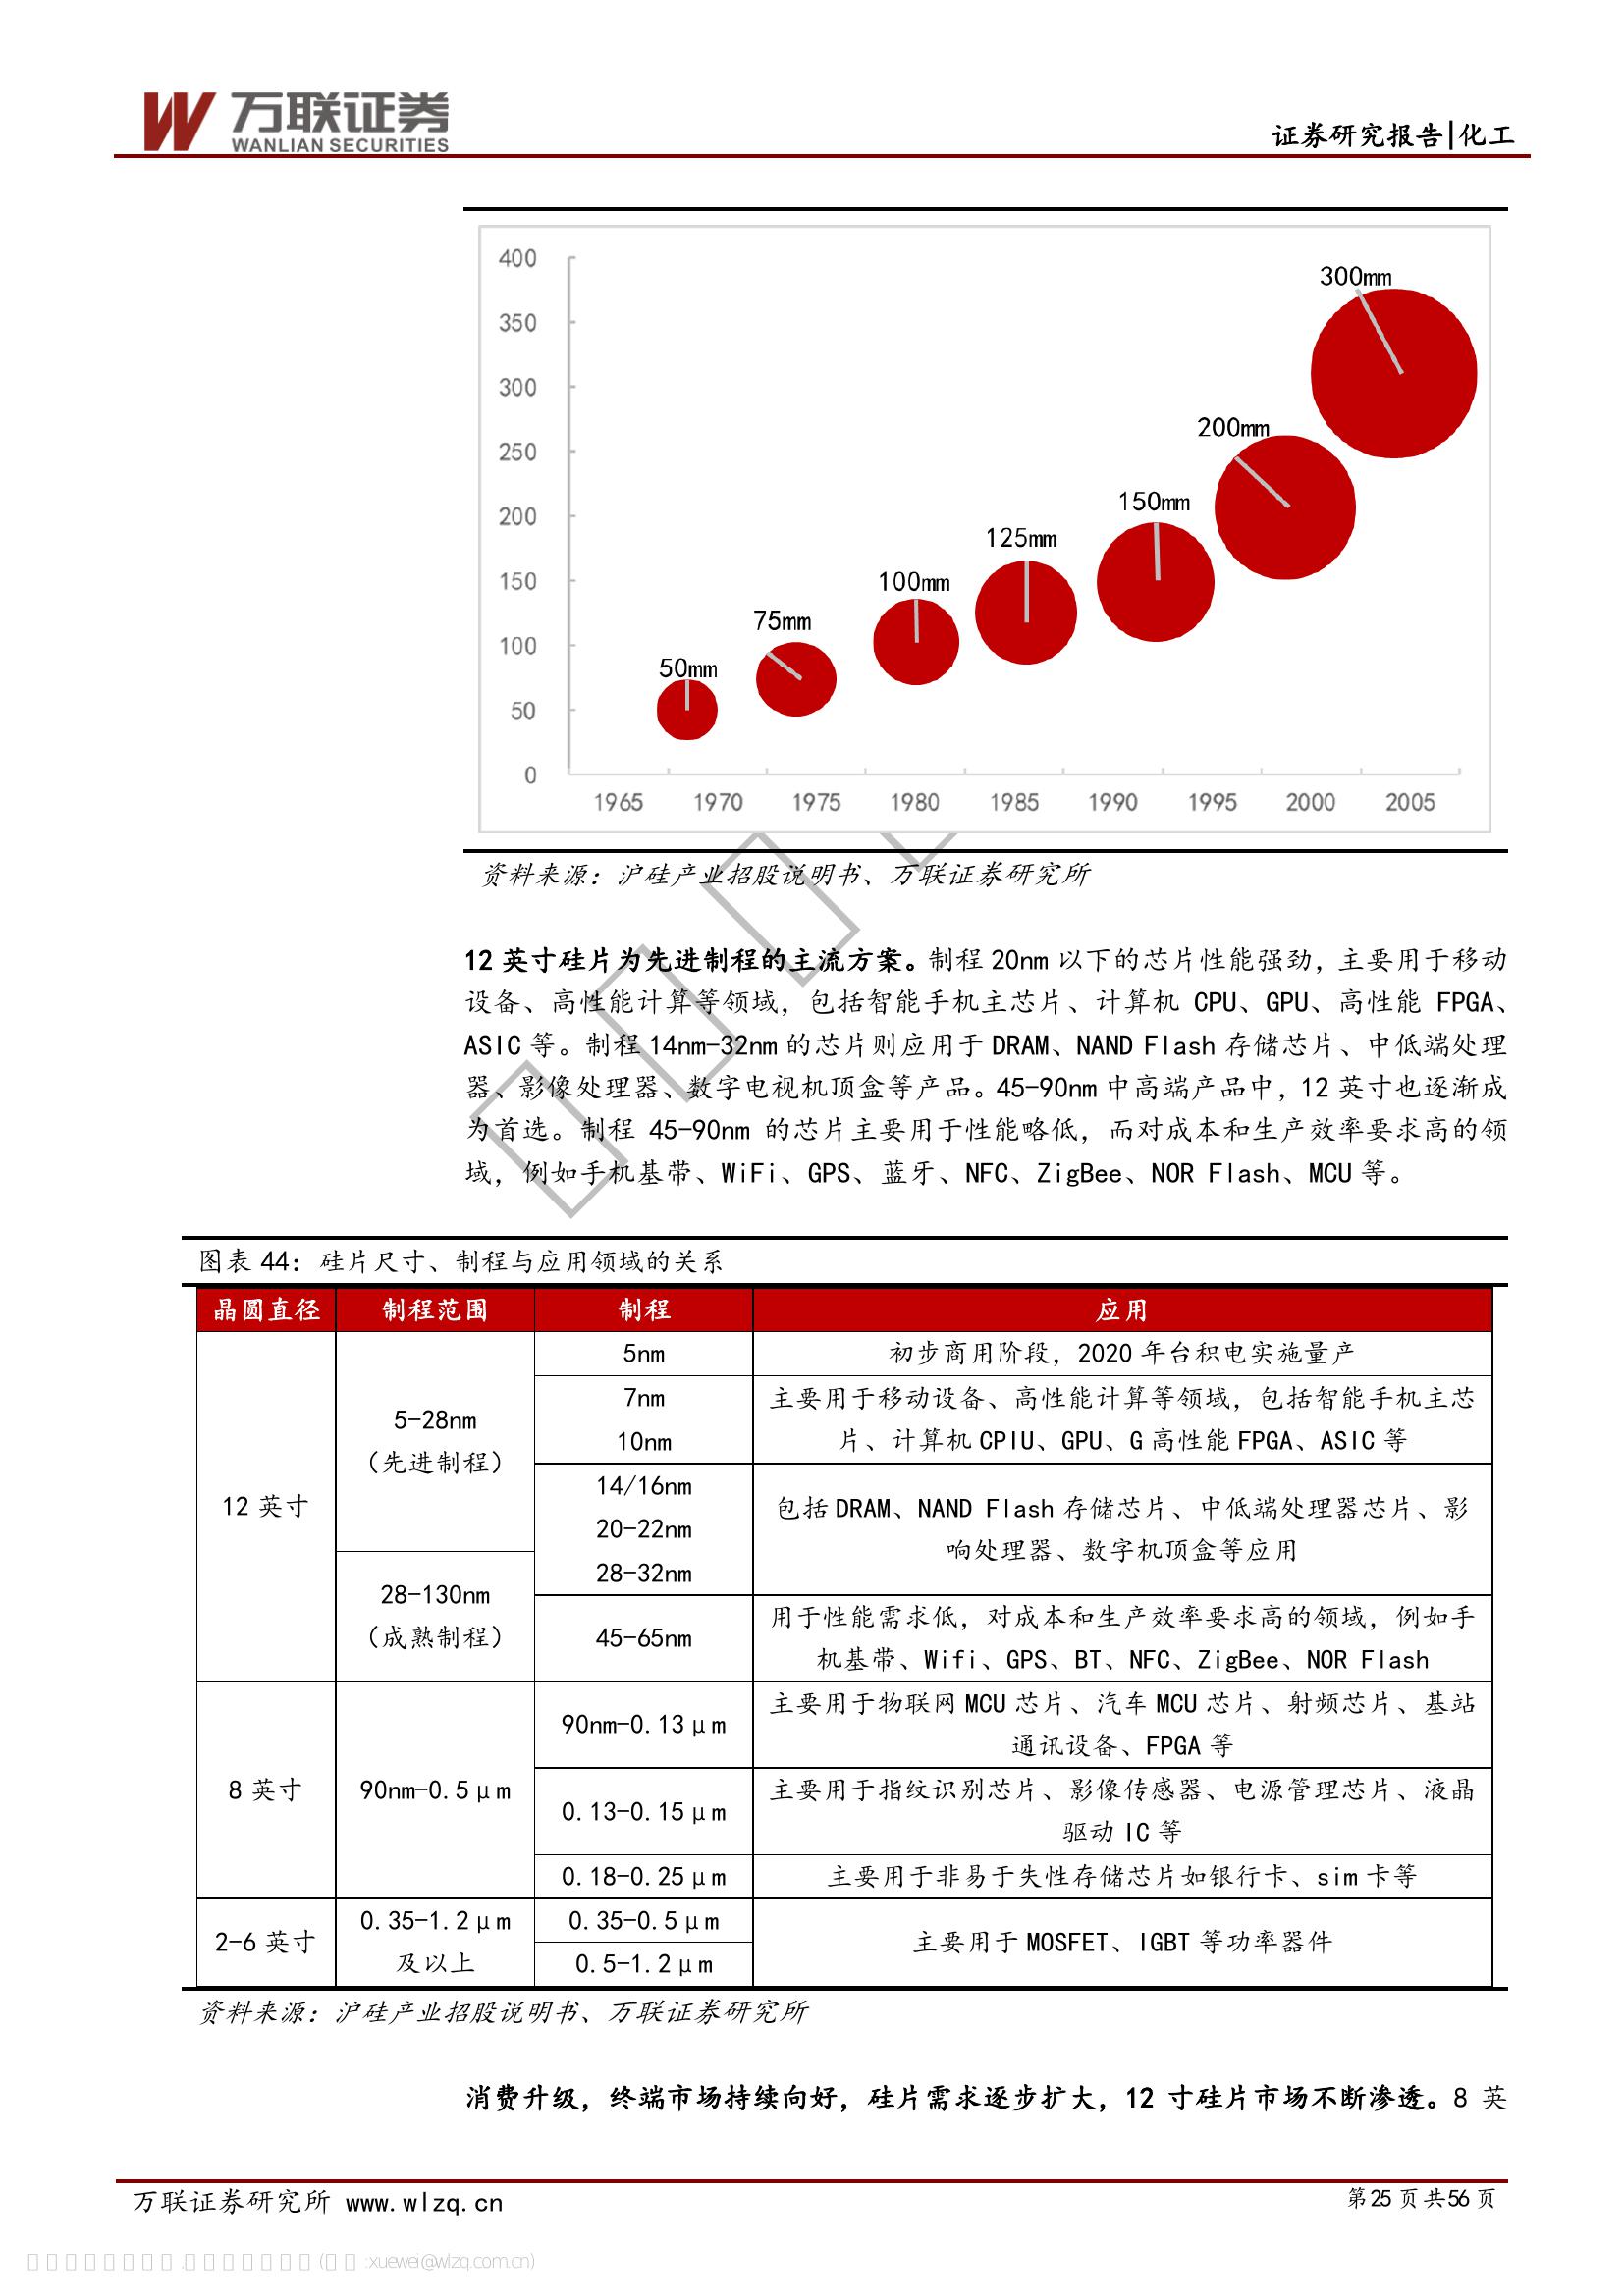 万联证券
WANLIAN SECURITIES
证券研究报告|化工
400
350
300
250
200
150
100
50
0
300mm
200mm
150mm
125mm
100mm
75mm
50mm
1965 1970 1975 1980 1985 1990 1995 2000 2005
资料来源：沪硅产业招股说明书、万联证券研究所
12 英寸硅片为先进制程的主流方案。制程 20nm 以下的芯片性能强劲，主要用于移动
设备、高性能计算等领域，包括智能手机主芯片、计算机 CPU、GPU、高性能 FPGA、
ASIC 等。制程 14nm-32nm 的芯片则应用于 DRAM、NAND Flash 存储芯片、中低端处理
器、影像处理器、数字电视机顶盒等产品。45-90nm 中高端产品中，12 英寸也逐渐成
为首选。制程 45-90nm 的芯片主要用于性能略低，而对成本和生产效率要求高的领
域，例如手机基带、WiFi、GPS、蓝牙、NFC、ZigBee、NOR Flash、MCU 等。
图表 44：硅片尺寸、制程与应用领域的关系
晶圆直径 制程范围 制程 应用
12 英寸
5-28nm
（先进制程）
5nm
初步商用阶段，2020 年台积电实施量产
7nm
10nm
主要用于移动设备、高性能计算等领域，包括智能手机主芯
片、计算机 CPIU、GPU、G 高性能 FPGA、ASIC 等
14/16nm
20-22nm
28-32nm
包括 DRAM、NAND Flash 存储芯片、中低端处理器芯片、影
响处理器、数字机顶盒等应用
28-130nm
（成熟制程）
45-65nm
用于性能需求低，对成本和生产效率要求高的领域，例如手
机基带、Wifi、GPS、BT、NFC、ZigBee、NOR Flash
8 英寸
90nm-0.5μm
90nm-0.13μm
主要用于物联网 MCU 芯片、汽车 MCU 芯片、射频芯片、基站
通讯设备、FPGA 等
0.13-0.15μm
主要用于指纹识别芯片、影像传感器、电源管理芯片、液晶
驱动 IC 等
0.18-0.25μm
主要用于非易于失性存储芯片如银行卡、sim 卡等
2-6 英寸
0.35-1.2μm
及以上
0.35-0.5μm
0.5-1.2μm
主要用于 MOSFET、IGBT 等功率器件
资料来源：沪硅产业招股说明书、万联证券研究所
消费升级，终端市场持续向好，硅片需求逐步扩大，12 寸硅片市场不断渗透。8 英
万联证券研究所 www.wlzq.cn
第 25 页 共 56 页
:xuewei@wlzq.com.cn)